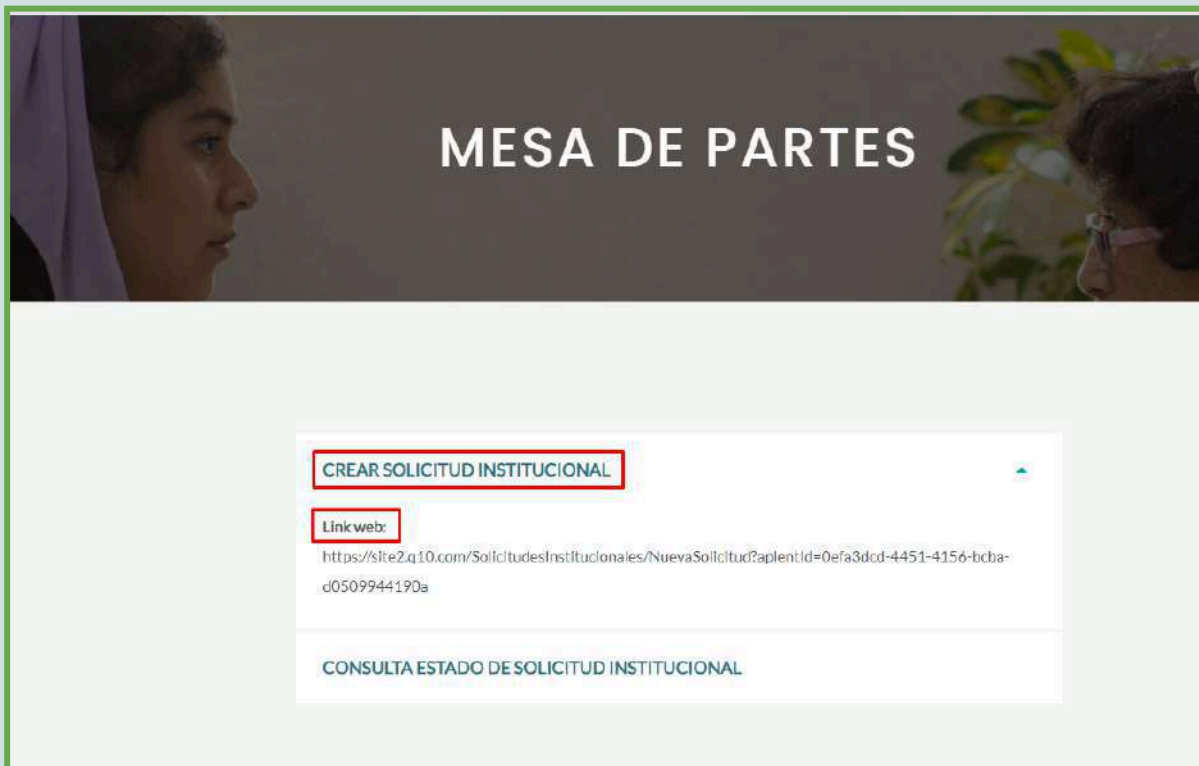 MESA DE PARTES
CREAR SOLICITUD INSTITUCIONAL
Link web:
https://site2.q10.com/SolicitudesInstitucionales/NuevaSolicitud?aplentId=0efa3dcd-4451-4156-bcba-
d0509944190a
CONSULTA ESTADO DE SOLICITUD INSTITUCIONAL